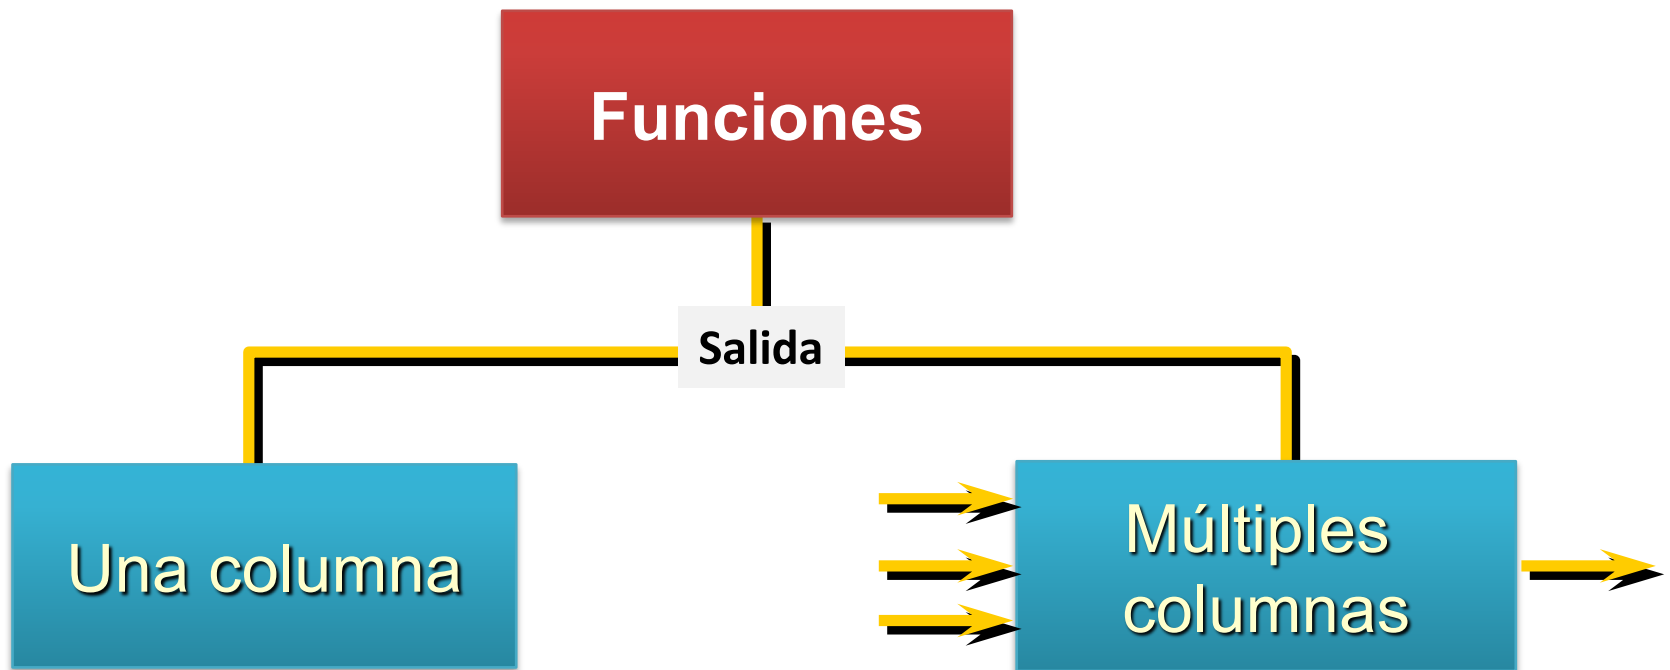 Funciones
Salida
Una columna
Múltiples
columnas